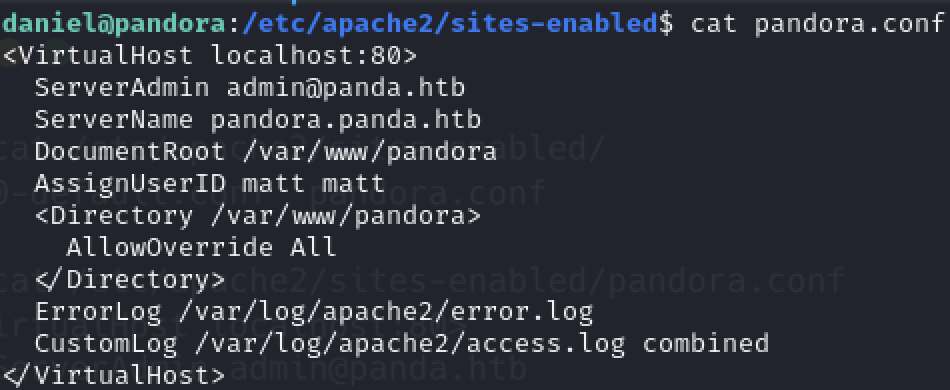 daniel@pandora:/etc/apache2/sites-enabled$ cat pandora.conf
<VirtualHost localhost:80>
  ServerAdmin admin@panda.htb
  ServerName pandora.panda.htb
  DocumentRoot /var/www/pandora
  AssignUserID matt matt
  <Directory /var/www/pandora>
    AllowOverride All
  </Directory>
  ErrorLog /var/log/apache2/error.log
  CustomLog /var/log/apache2/access.log combined
</VirtualHost>